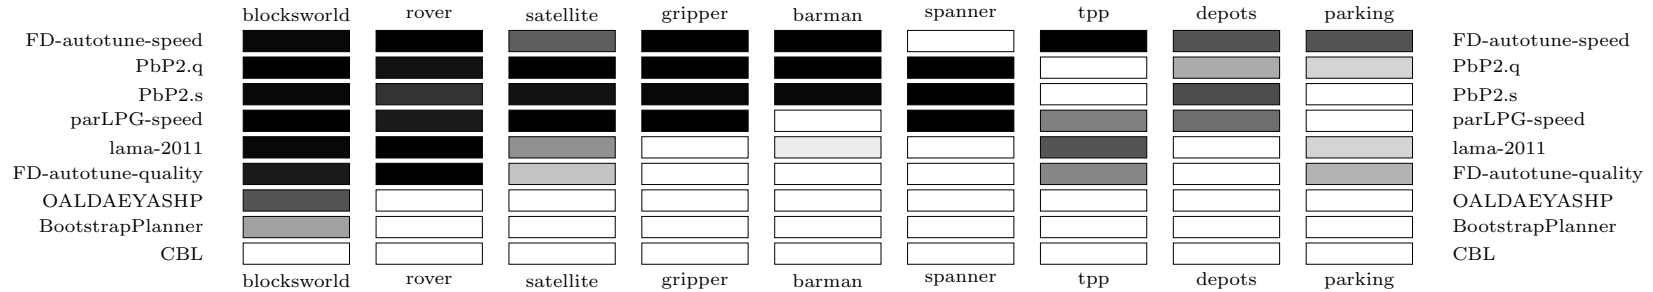 blocksworld rover satellite gripper barman spanner tpp depots parking
FD-autotune-speed FD-autotune-speed
PbP2.q PbP2.q
PbP2.s PbP2.s
parLPG-speed parLPG-speed
lama-2011 lama-2011
FD-autotune-quality FD-autotune-quality
OALDAEYASHP OALDAEYASHP
BootstrapPlanner BootstrapPlanner
CBL CBL
blocksworld rover satellite gripper barman spanner tpp depots parking